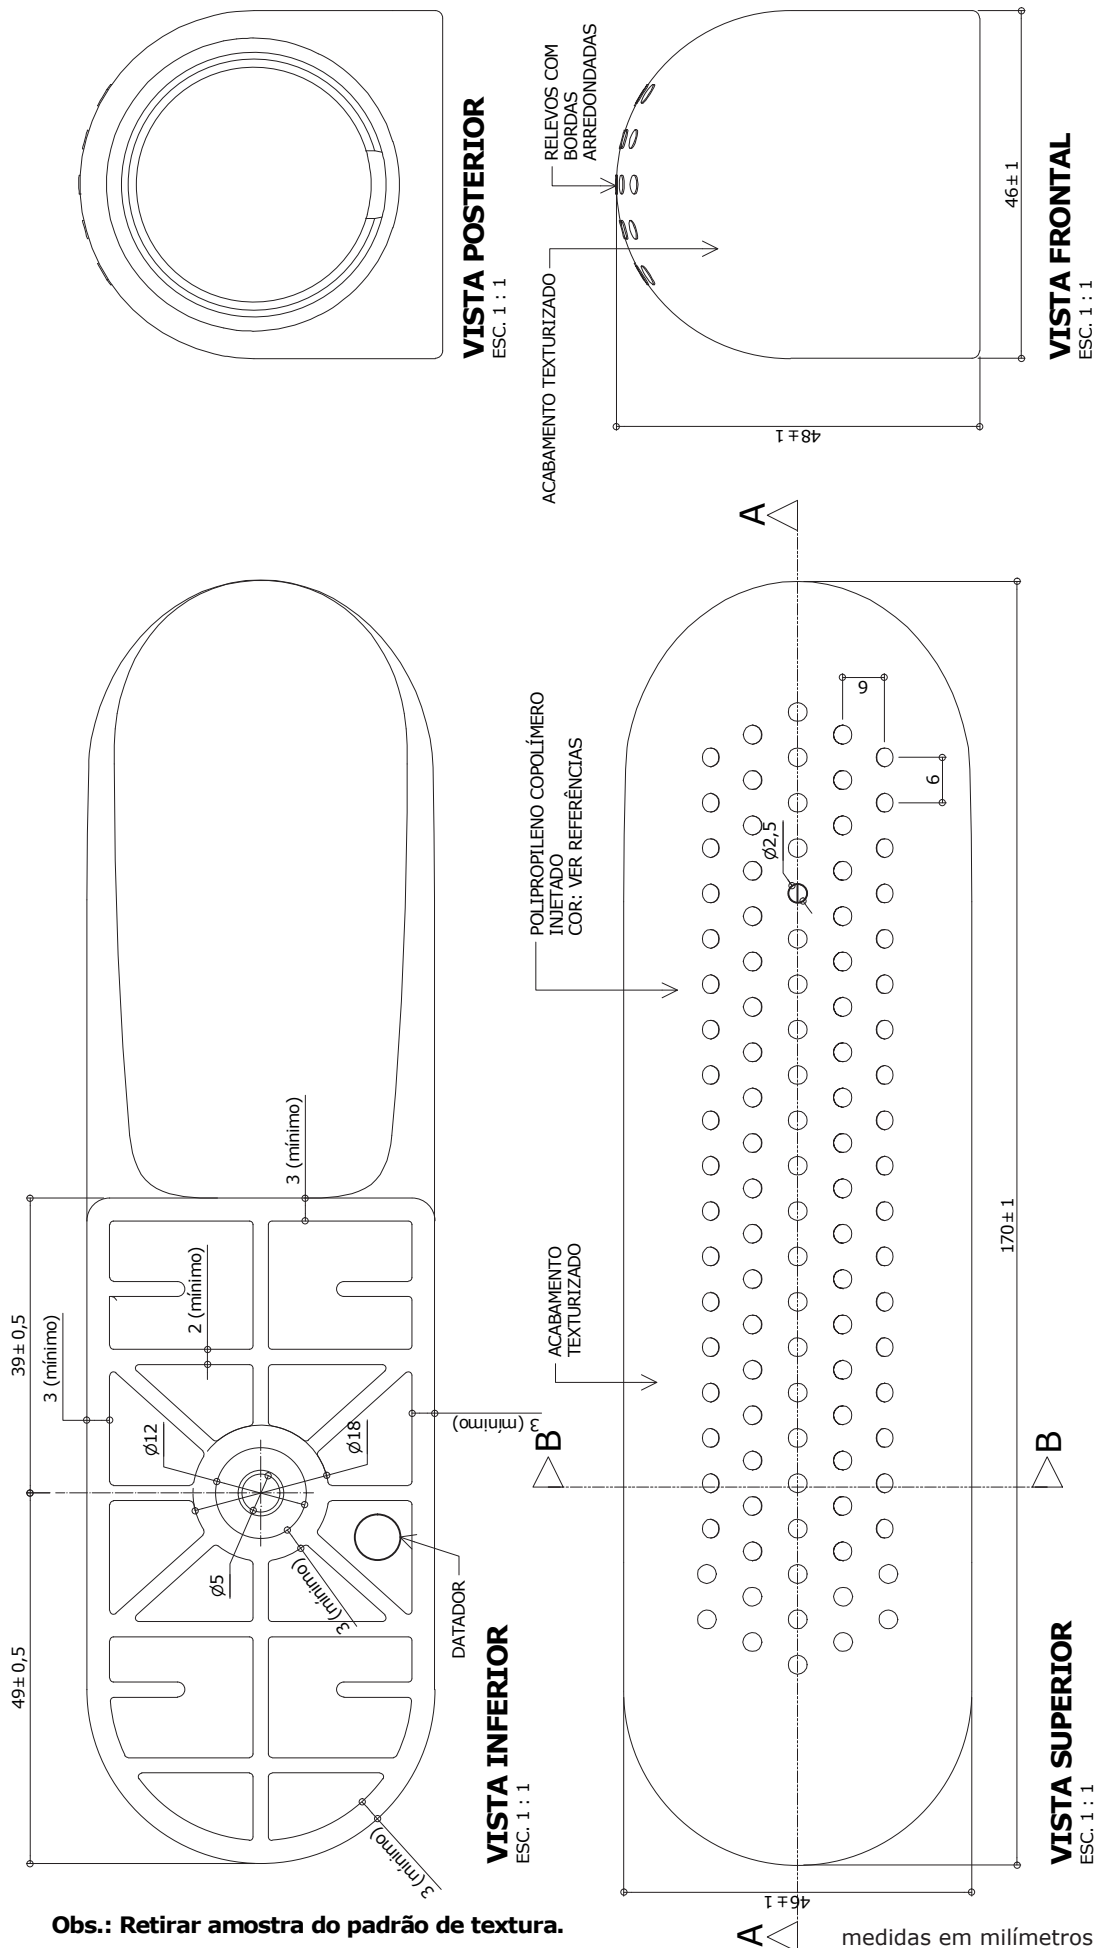 VISTA POSTERIOR
ESC. 1 : 1
RELEVOS COM
BORDAS
ARREDONDADAS
ACABAMENTO TEXTURIZADO
48±1
46±1
VISTA FRONTAL
ESC. 1 : 1
39±0,5
49±0,5
3 (mínimo)
2 (mínimo)
3 (mínimo)
3 (mínimo)
Ø12
Ø18
Ø5
3 (mínimo)
3 (mínimo)
DATADOR
VISTA INFERIOR
ESC. 1 : 1
POLIPROPILENO COPOLÍMERO
INJETADO
COR: VER REFERÊNCIAS
ACABAMENTO
TEXTURIZADO
Ø2,5
6
6
170±1
46±1
A
A
B
B
VISTA SUPERIOR
ESC. 1 : 1
Obs.: Retirar amostra do padrão de textura.
medidas em milímetros